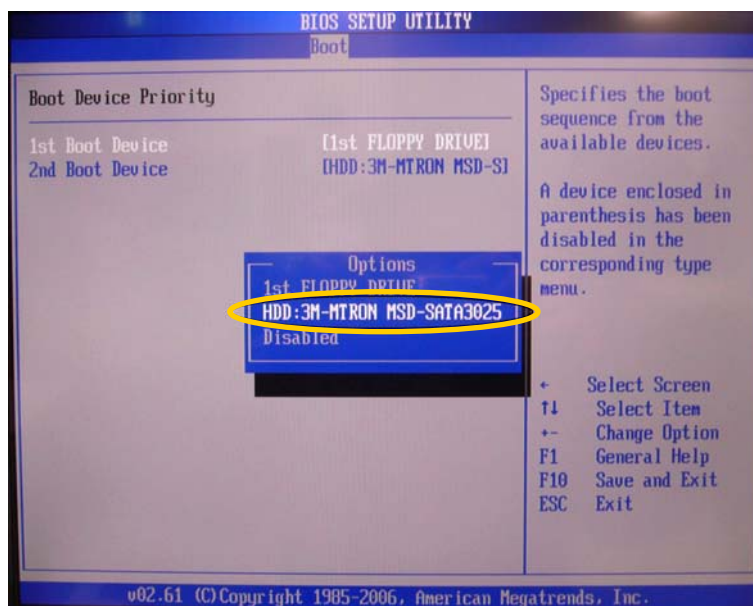 BIOS SETUP UTILITY
Boot
Boot Device Priority
1st Boot Device [1st FLOPPY DRIVE]
2nd Boot Device [HDD:3M-MTRON MSD-S]
Options
1st FLOPPY DRIVE
HDD:3M-MTRON MSD-SATA3025
Disabled
Specifies the boot
sequence from the
available devices.
A device enclosed in
parenthesis has been
disabled in the
corresponding type
menu.
← Select Screen
↑↓ Select Item
+- Change Option
F1 General Help
F10 Save and Exit
ESC Exit
v02.61 (C)Copyright 1985-2006, American Megatrends, Inc.